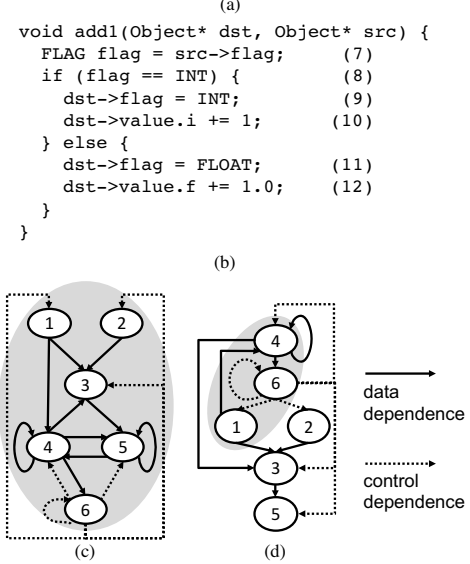 (a)
void add1(Object* dst, Object* src) {
FLAG flag = src->flag; (7)
if (flag == INT) { (8)
dst->flag = INT; (9)
dst->value.i += 1; (10)
} else {
dst->flag = FLOAT; (11)
dst->value.f += 1.0; (12)
}
}
(b)
1 2
3
4 5
6
(c)
4
6
1 2
3
5
(d)
data
dependence
control
dependence